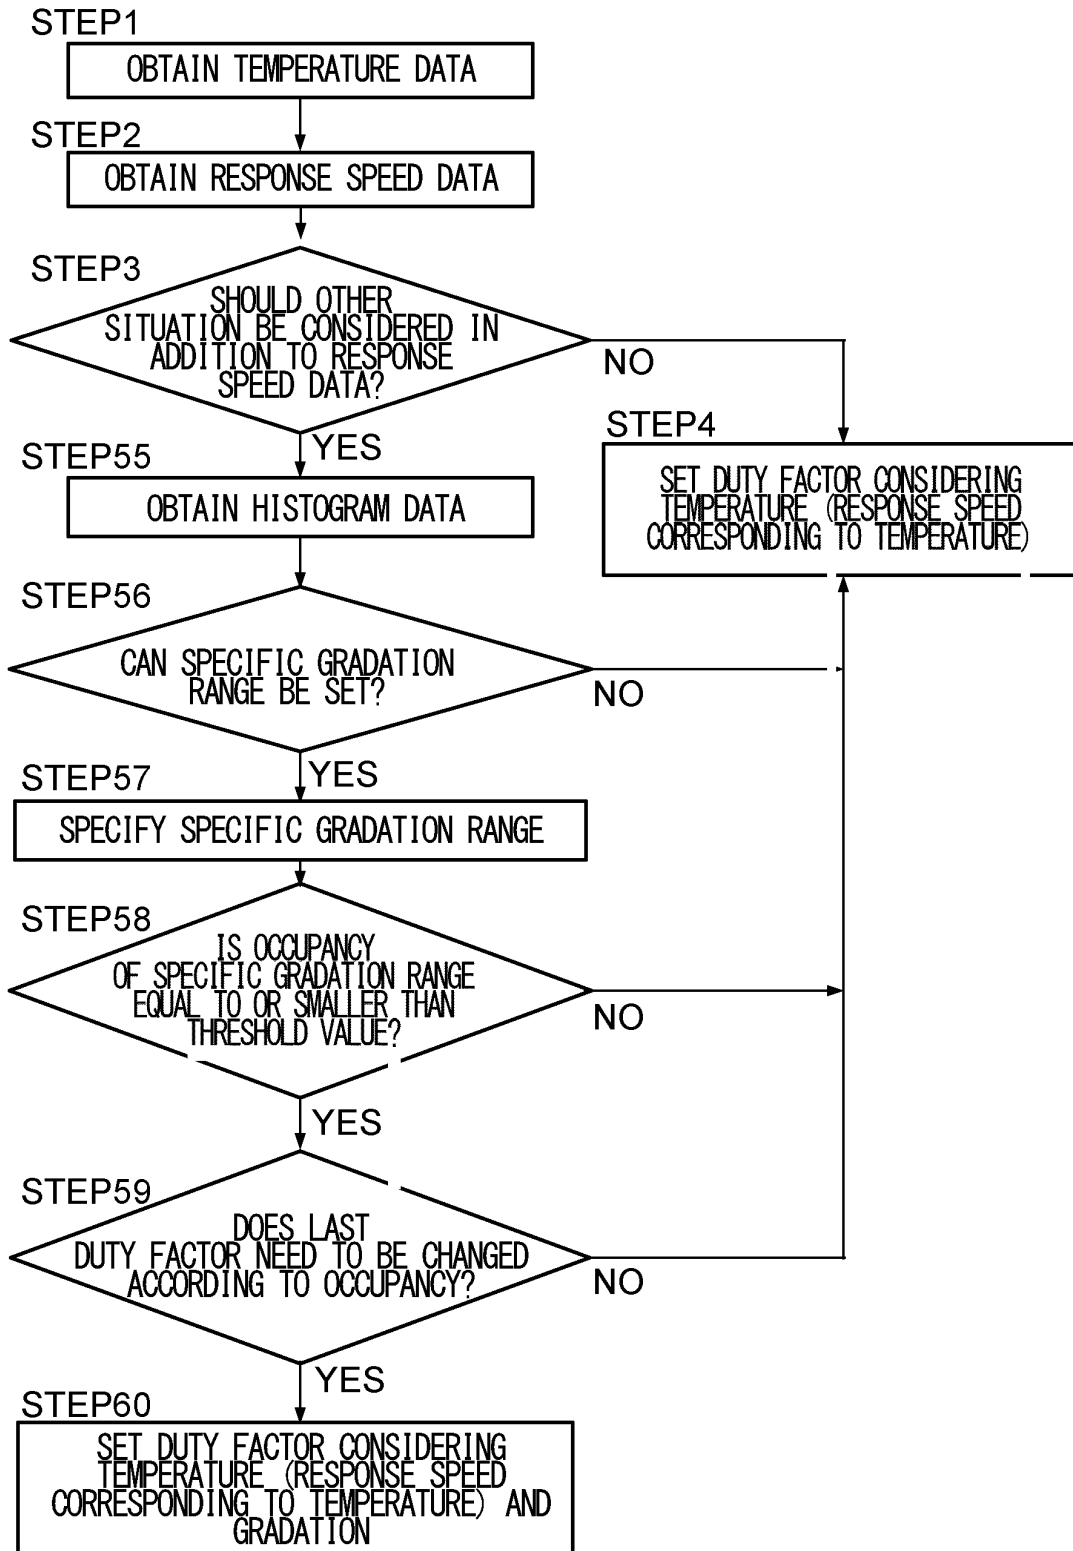 STEP1
OBTAIN TEMPERATURE DATA
STEP2
OBTAIN RESPONSE SPEED DATA
STEP3
SHOULD OTHER
SITUATION BE CONSIDERED IN
ADDITION TO RESPONSE
SPEED DATA?
NO
YES
STEP4
SET DUTY FACTOR CONSIDERING
TEMPERATURE (RESPONSE SPEED
CORRESPONDING TO TEMPERATURE)
STEP55
OBTAIN HISTOGRAM DATA
STEP56
CAN SPECIFIC GRADATION
RANGE BE SET?
NO
YES
STEP57
SPECIFY SPECIFIC GRADATION RANGE
STEP58
IS OCCUPANCY
OF SPECIFIC GRADATION RANGE
EQUAL TO OR SMALLER THAN
THRESHOLD VALUE?
NO
YES
STEP59
DOES LAST
DUTY FACTOR NEED TO BE CHANGED
ACCORDING TO OCCUPANCY?
NO
YES
STEP60
SET DUTY FACTOR CONSIDERING
TEMPERATURE (RESPONSE SPEED
CORRESPONDING TO TEMPERATURE) AND
GRADATION